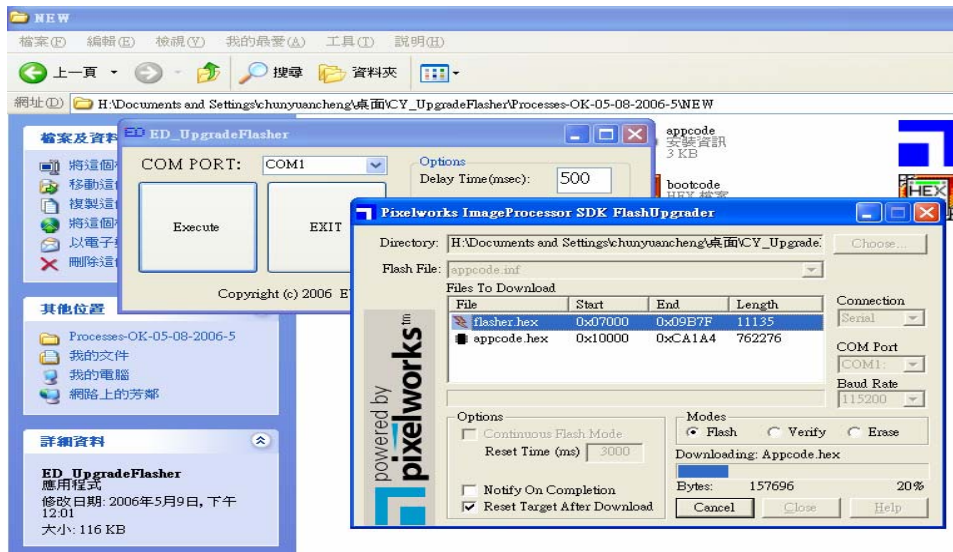 NEW
檔案(F) 編輯(E) 檢視(V) 我的最愛(A) 工具(T) 說明(H)
上一頁 搜尋 資料夾
網址(D) H:\Documents and Settings\chunyuancheng\桌面\CY_UpgradeFlasher\Processes-OK-05-08-2006-5\NEW
檔案及資料
將這個
移動這
複製這
將這個
以電子
刪除這
其他位置
Processes-OK-05-08-2006-5
我的文件
我的電腦
網路上的芳鄰
詳細資料
ED_UpgradeFlasher
應用程式
修改日期: 2006年5月9日, 下午
12:01
大小: 116 KB
appcode
安裝資訊
3 KB
bootcode
HEX 檔案
HEX
ED ED_UpgradeFlasher
COM PORT: COM1
Options
Delay Time(msec): 500
Execute EXIT
Copyright (c) 2006
Pixelworks ImageProcessor SDK FlashUpgrader
Directory: H:\Documents and Settings\chunyuancheng\桌面\CY_Upgrade Choose...
Flash File: appcode.inf
Files To Download
File Start End Length
flasher.hex 0x07000 0x09B7F 11135
appcode.hex 0x10000 0xCA1A4 762276
Connection
Serial
COM Port
COM1:
Baud Rate
115200
powered by
pixelworks™
Options
Continuous Flash Mode
Reset Time (ms) 3000
Notify On Completion
Reset Target After Download
Modes
Flash Verify Erase
Downloading: Appcode.hex
Bytes: 157696 20%
Cancel Close Help